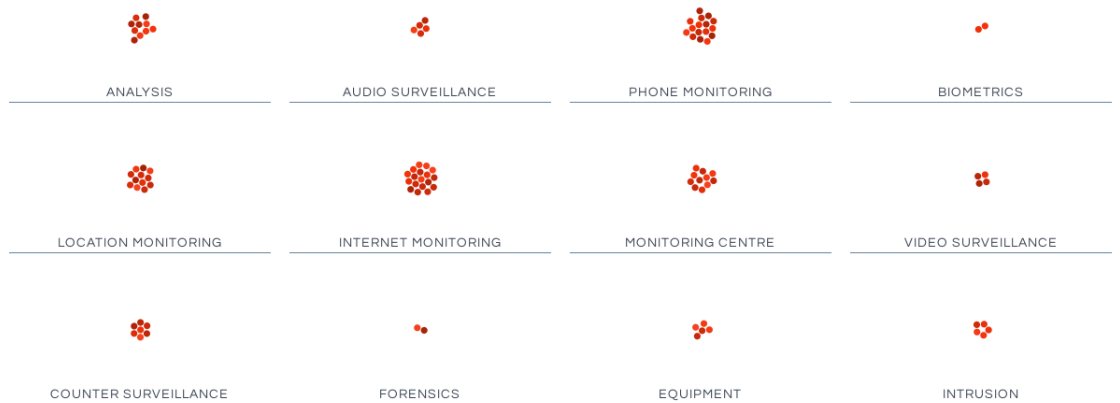 ANALYSIS
AUDIO SURVEILLANCE
PHONE MONITORING
BIOMETRICS
LOCATION MONITORING
INTERNET MONITORING
MONITORING CENTRE
VIDEO SURVEILLANCE
COUNTER SURVEILLANCE
FORENSICS
EQUIPMENT
INTRUSION